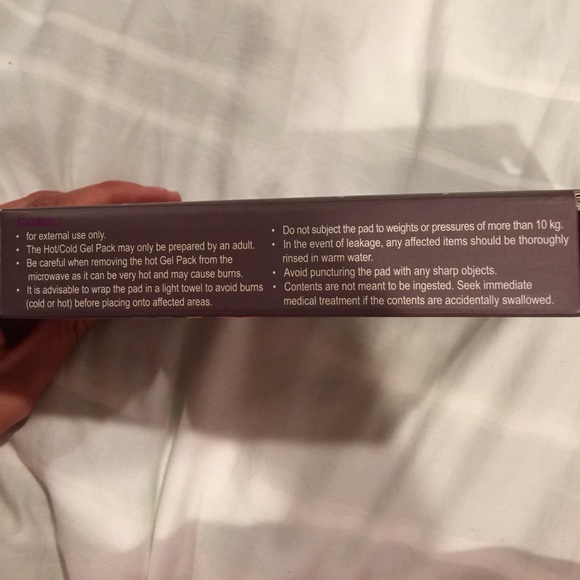 • for external use only.
• The Hot/Cold Gel Pack may only be prepared by an adult.
• Be careful when removing the hot Gel Pack from the
microwave as it can be very hot and may cause burns.
• It is advisable to wrap the pad in a light towel to avoid burns
(cold or hot) before placing onto affected areas.
• Do not subject the pad to weights or pressures of more than 10 kg.
• In the event of leakage, any affected items should be thoroughly
rinsed in warm water.
• Avoid puncturing the pad with any sharp objects.
• Contents are not meant to be ingested. Seek immediate
medical treatment if the contents are accidentally swallowed.